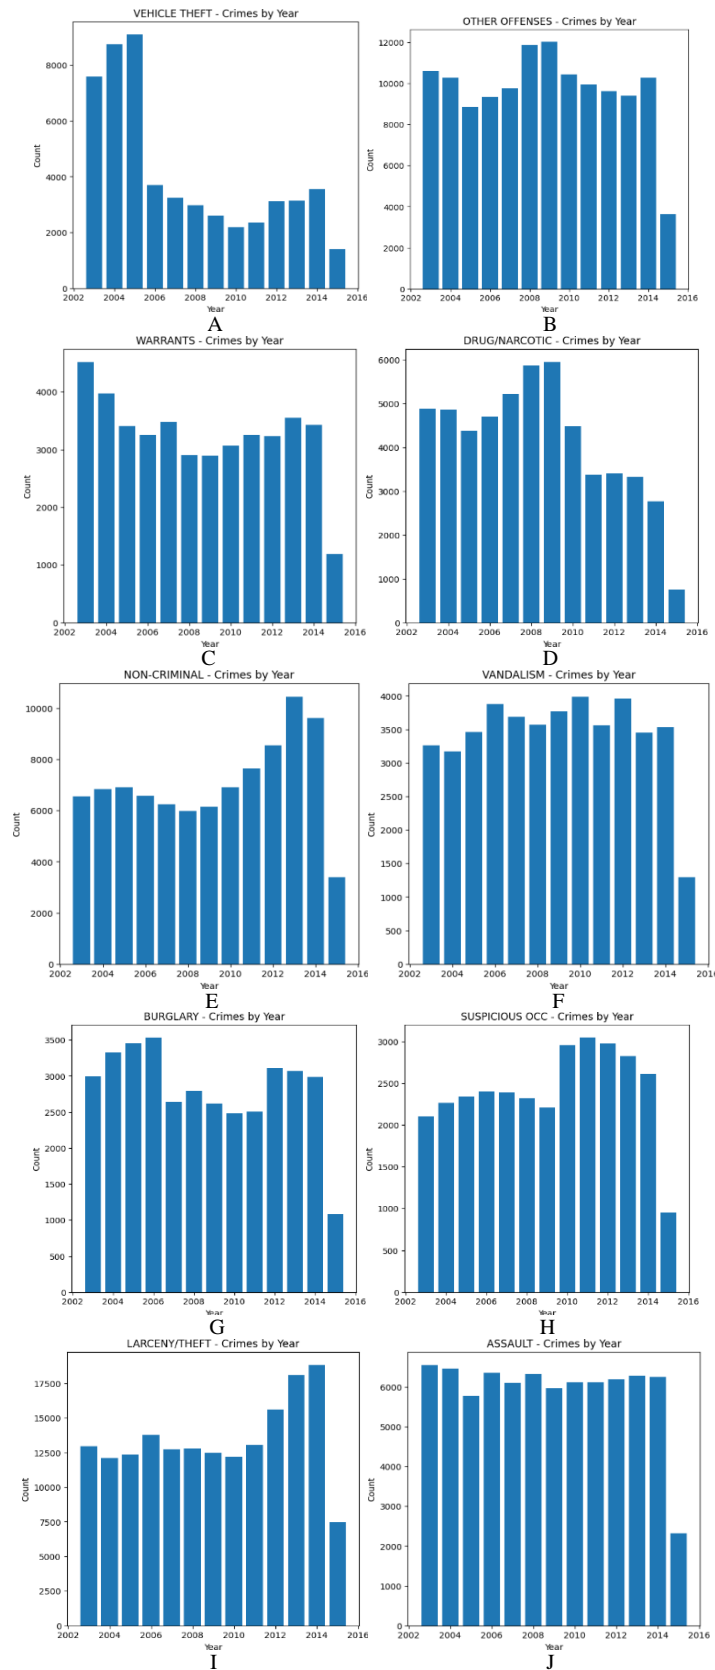 VEHICLE THEFT - Crimes by Year
Count
8000
6000
4000
2000
0
2002 2004 2006 2008 2010 2012 2014 2016
Year
A
OTHER OFFENSES - Crimes by Year
Count
12000
10000
8000
6000
4000
2000
0
2002 2004 2006 2008 2010 2012 2014 2016
Year
B
WARRANTS - Crimes by Year
Count
4000
3000
2000
1000
0
2002 2004 2006 2008 2010 2012 2014 2016
Year
C
DRUG/NARCOTIC - Crimes by Year
Count
6000
5000
4000
3000
2000
1000
0
2002 2004 2006 2008 2010 2012 2014 2016
Year
D
NON-CRIMINAL - Crimes by Year
Count
10000
8000
6000
4000
2000
0
2002 2004 2006 2008 2010 2012 2014 2016
Year
E
VANDALISM - Crimes by Year
Count
4000
3500
3000
2500
2000
1500
1000
500
0
2002 2004 2006 2008 2010 2012 2014 2016
Year
F
BURGLARY - Crimes by Year
Count
3500
3000
2500
2000
1500
1000
500
0
2002 2004 2006 2008 2010 2012 2014 2016
Year
G
SUSPICIOUS OCC - Crimes by Year
Count
3000
2500
2000
1500
1000
500
0
2002 2004 2006 2008 2010 2012 2014 2016
Year
H
LARCENY/THEFT - Crimes by Year
Count
17500
15000
12500
10000
7500
5000
2500
0
2002 2004 2006 2008 2010 2012 2014 2016
Year
I
ASSAULT - Crimes by Year
Count
6000
5000
4000
3000
2000
1000
0
2002 2004 2006 2008 2010 2012 2014 2016
Year
J